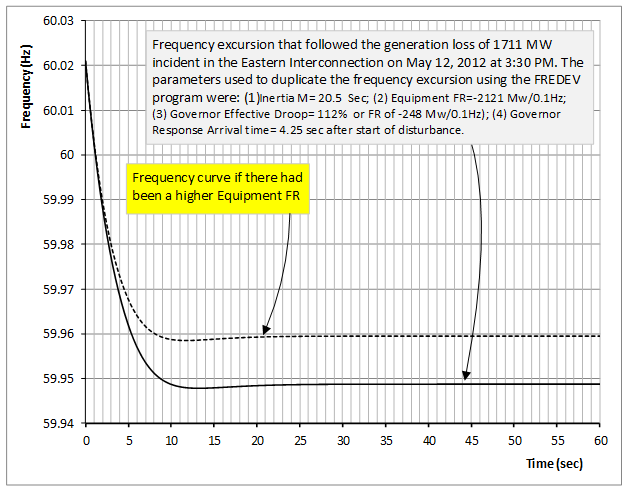 60.03
60.02
60.01
60
59.99
59.98
59.97
59.96
59.95
59.94
Frequency (Hz)
Frequency excursion that followed the generation loss of 1711 MW
incident in the Eastern Interconnection on May 12, 2012 at 3:30 PM. The
parameters used to duplicate the frequency excursion using the FREDEV
program were: (1)Inertia M= 20.5 Sec; (2) Equipment FR=-2121 Mw/0.1Hz;
(3) Governor Effective Droop= 112% or FR of -248 Mw/0.1Hz); (4) Governor
Response Arrival time= 4.25 sec after start of disturbance.
Frequency curve if there had
been a higher Equipment FR
0 5 10 15 20 25 30 35 40 45 50 55 60
Time (sec)